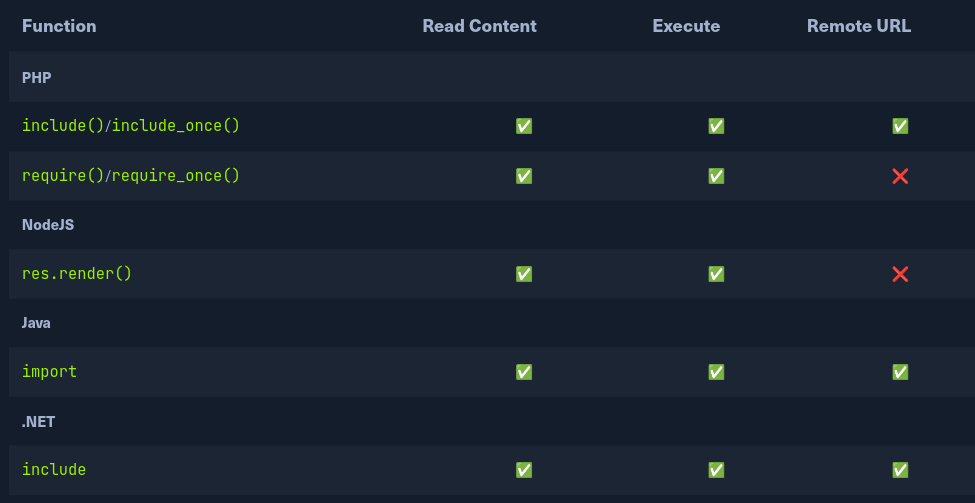 Function Read Content Execute Remote URL
PHP
include()/include_once() ✅ ✅ ✅
require()/require_once() ✅ ✅ ❌
NodeJS
res.render() ✅ ✅ ❌
Java
import ✅ ✅ ✅
.NET
include ✅ ✅ ✅